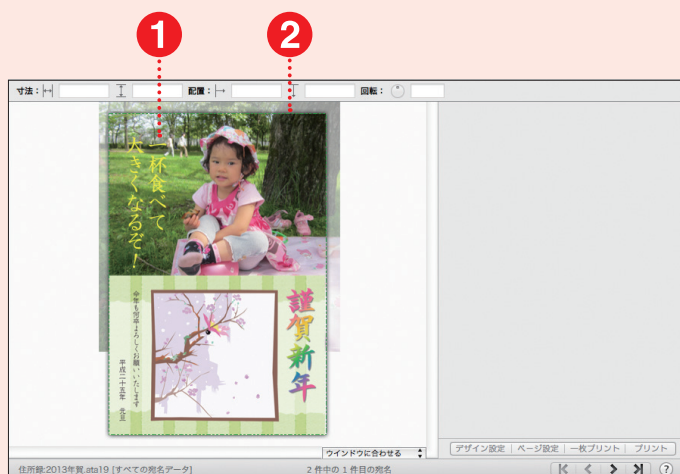 1
2
寸法：
配置：
回転：
一杯食べて
大きくなるぞ！
謹賀新年
今年も何卒よろしくお願いいたします
平成二十五年 元旦
ウインドウに合わせる
デザイン設定
ページ設定
一枚プリント
プリント
住所録:2013年賀.ata19 [すべての宛名データ]
2 件中の 1 件目の宛名
?